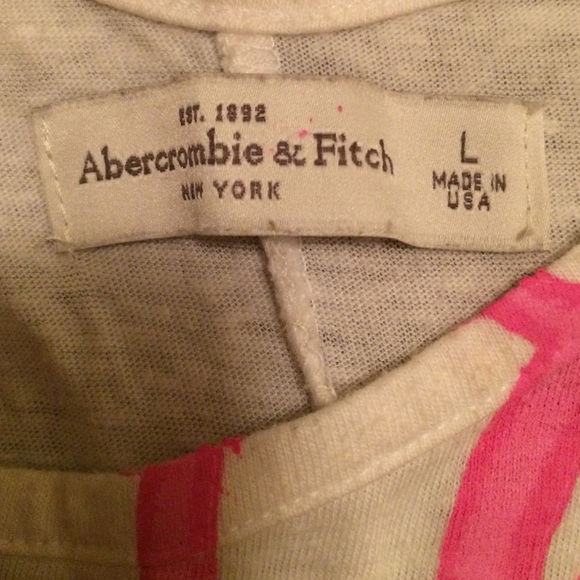 EST. 1892
Abercrombie & Fitch
NEW YORK
L
MADE IN
USA